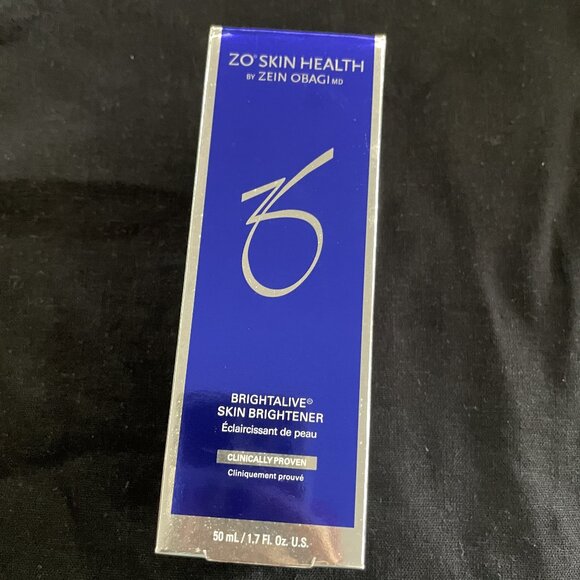 ZO® SKIN HEALTH
BY ZEIN OBAGI MD
BRIGHTALIVE®
SKIN BRIGHTENER
Éclaircissant de peau
CLINICALLY PROVEN
Cliniquement prouvé
50 mL / 1.7 Fl. Oz. U.S.